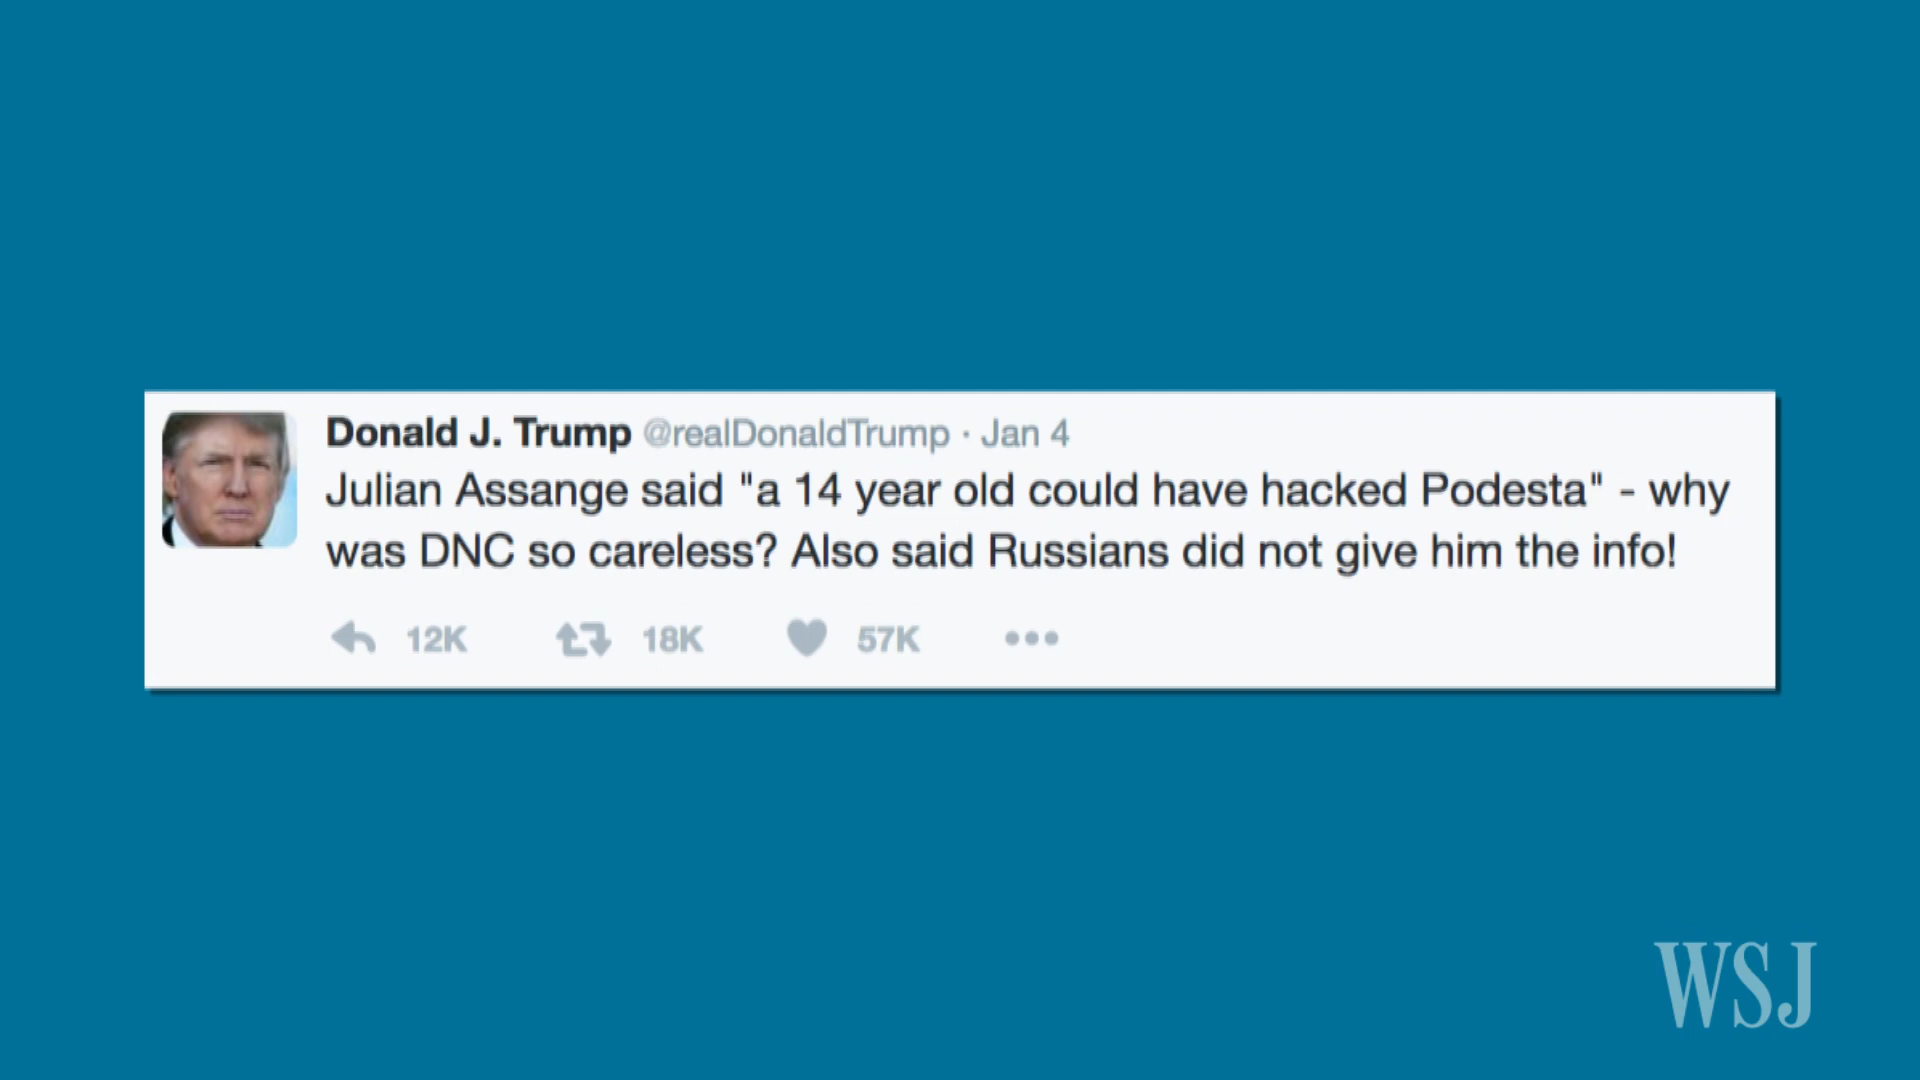 Donald J. Trump @realDonaldTrump · Jan 4
Julian Assange said "a 14 year old could have hacked Podesta" - why
was DNC so careless? Also said Russians did not give him the info!
12K 18K 57K
WSJ